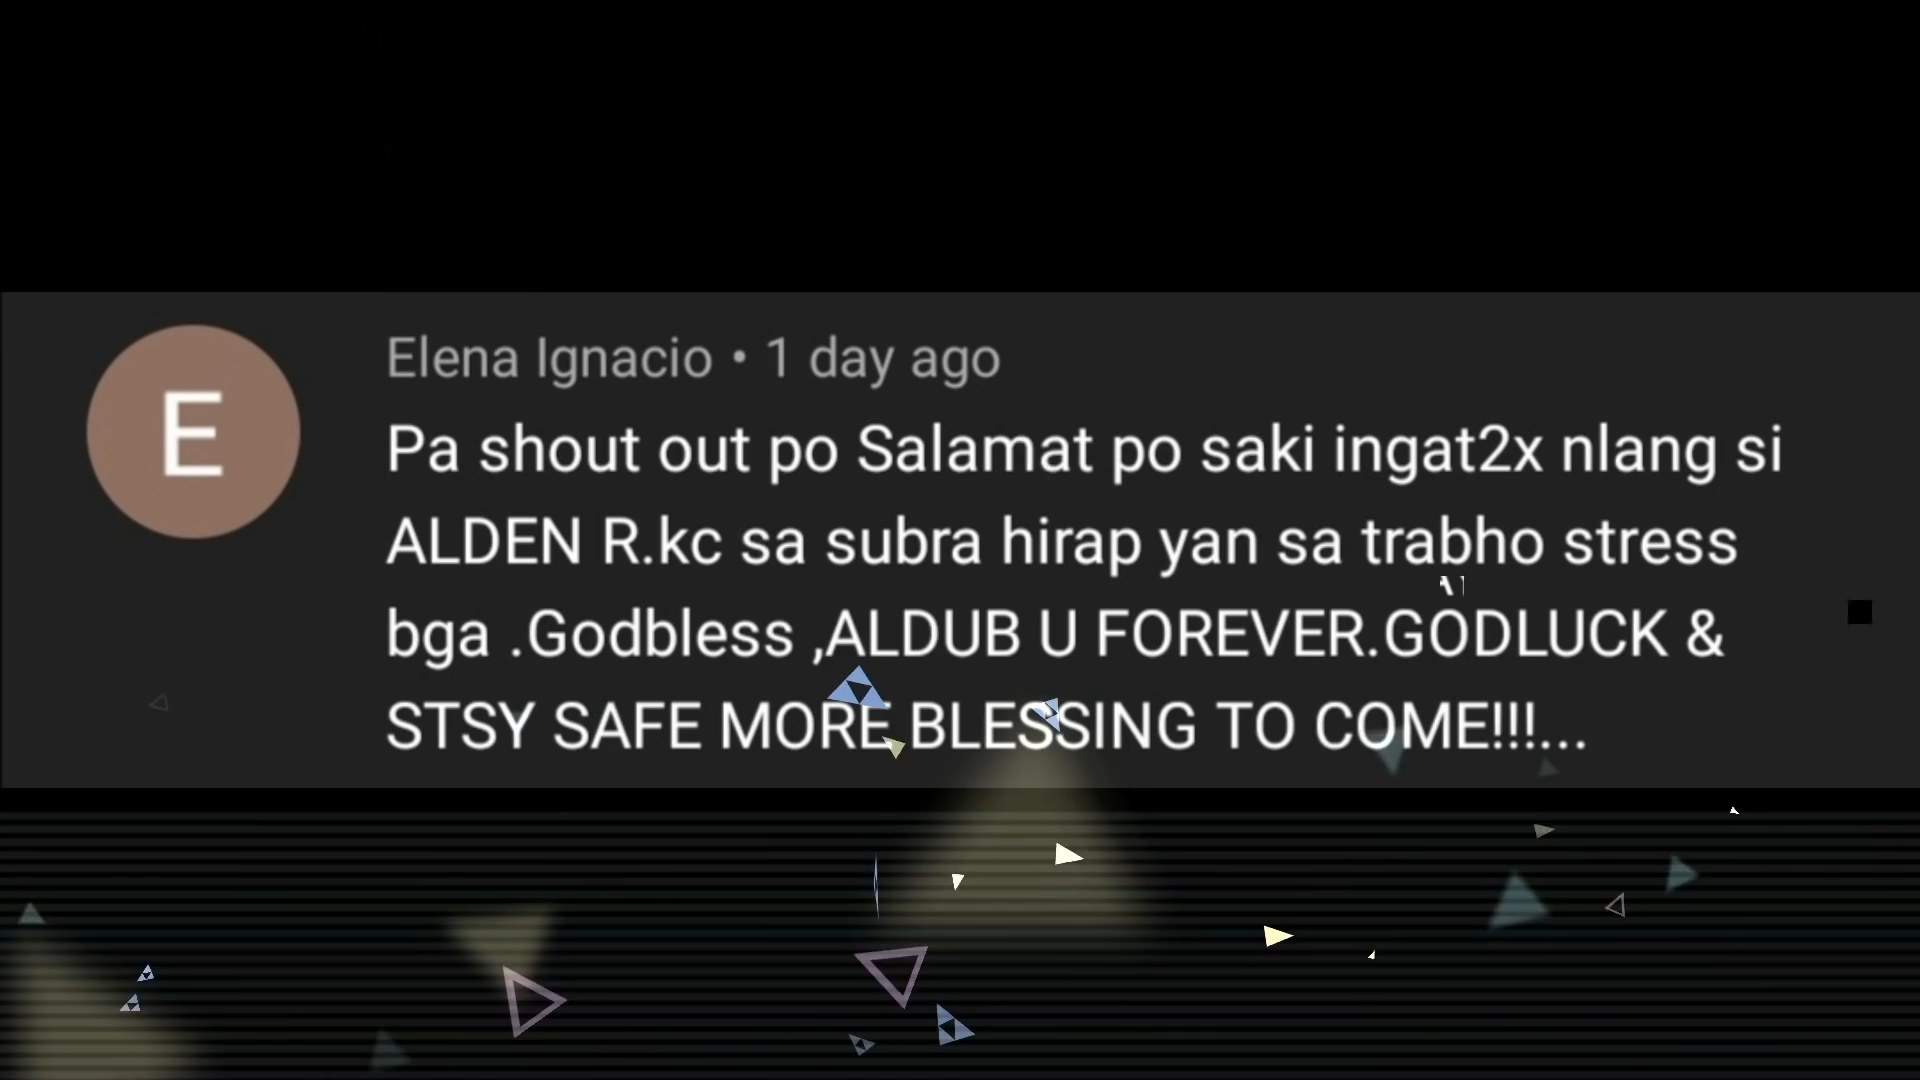 E
Elena Ignacio • 1 day ago
Pa shout out po Salamat po saki ingat2x nlang si
ALDEN R.kc sa subra hirap yan sa trabho stress
bga .Godbless ,ALDUB U FOREVER.GODLUCK &
STSY SAFE MORE BLESSING TO COME!!!...